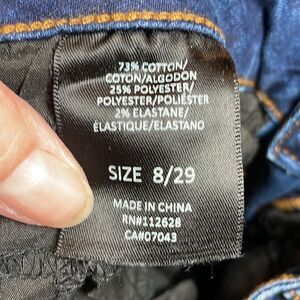 73% COTTON/
COTON/ALGODON
25% POLYESTER/
POLYESTER/POLIÉSTER
2% ELASTANE/
ÉLASTIQUE/ELASTANO
SIZE 8/29
MADE IN CHINA
RN#112628
CA#07043